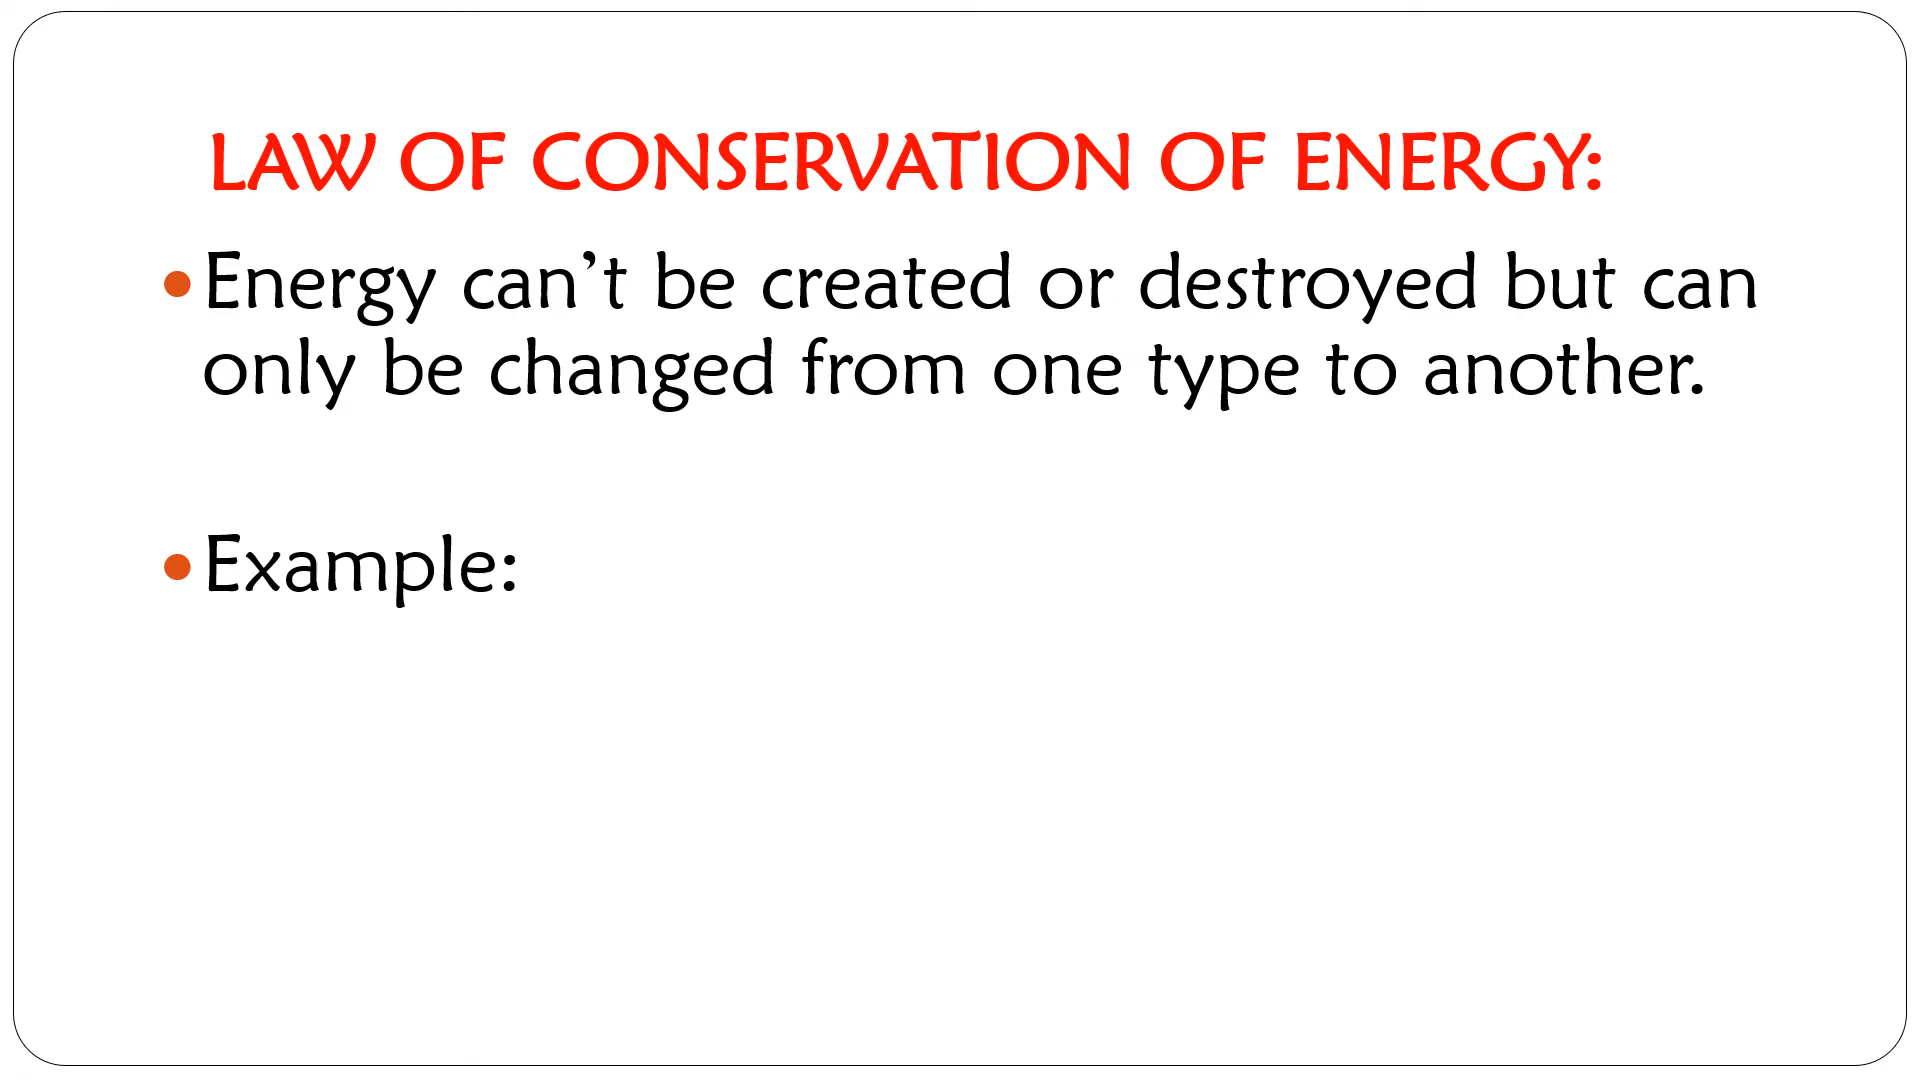 LAW OF CONSERVATION OF ENERGY:
•Energy can’t be created or destroyed but can
only be changed from one type to another.
•Example: